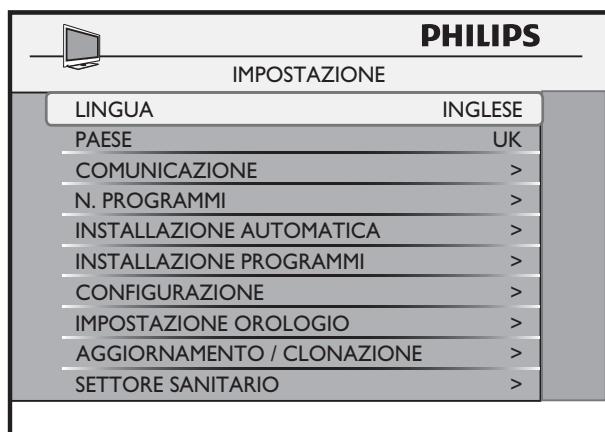 PHILIPS
IMPOSTAZIONE
LINGUA INGLESE
PAESE UK
COMUNICAZIONE >
N. PROGRAMMI >
INSTALLAZIONE AUTOMATICA >
INSTALLAZIONE PROGRAMMI >
CONFIGURAZIONE >
IMPOSTAZIONE OROLOGIO >
AGGIORNAMENTO / CLONAZIONE >
SETTORE SANITARIO >